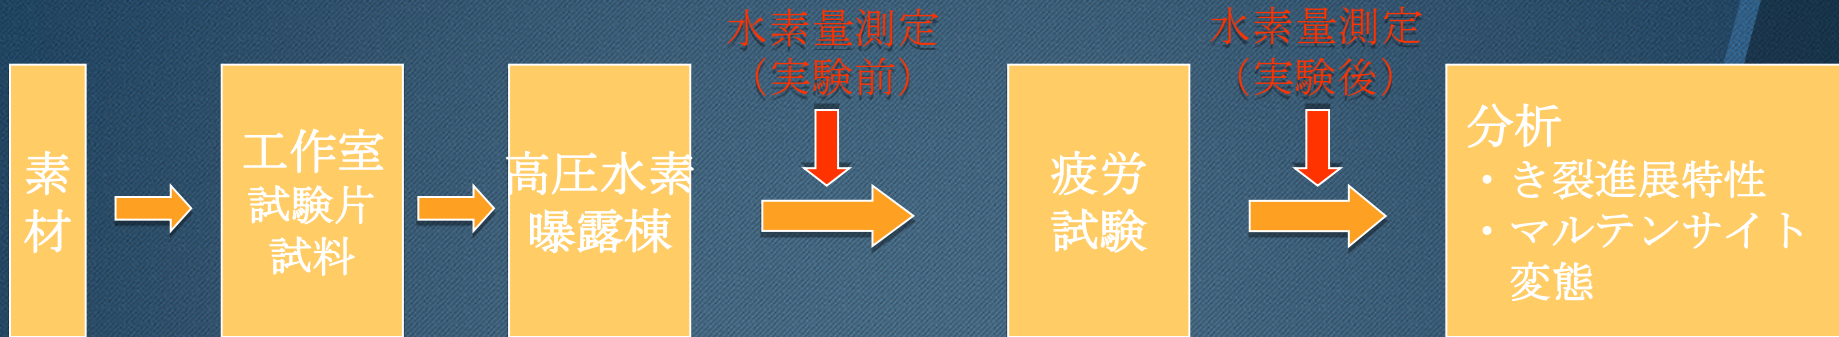 素
材
工作室
試験片
試料
高圧水素
曝露棟
水素量測定
（実験前）
疲労
試験
水素量測定
（実験後）
分析
・き裂進展特性
・マルテンサイト
変態